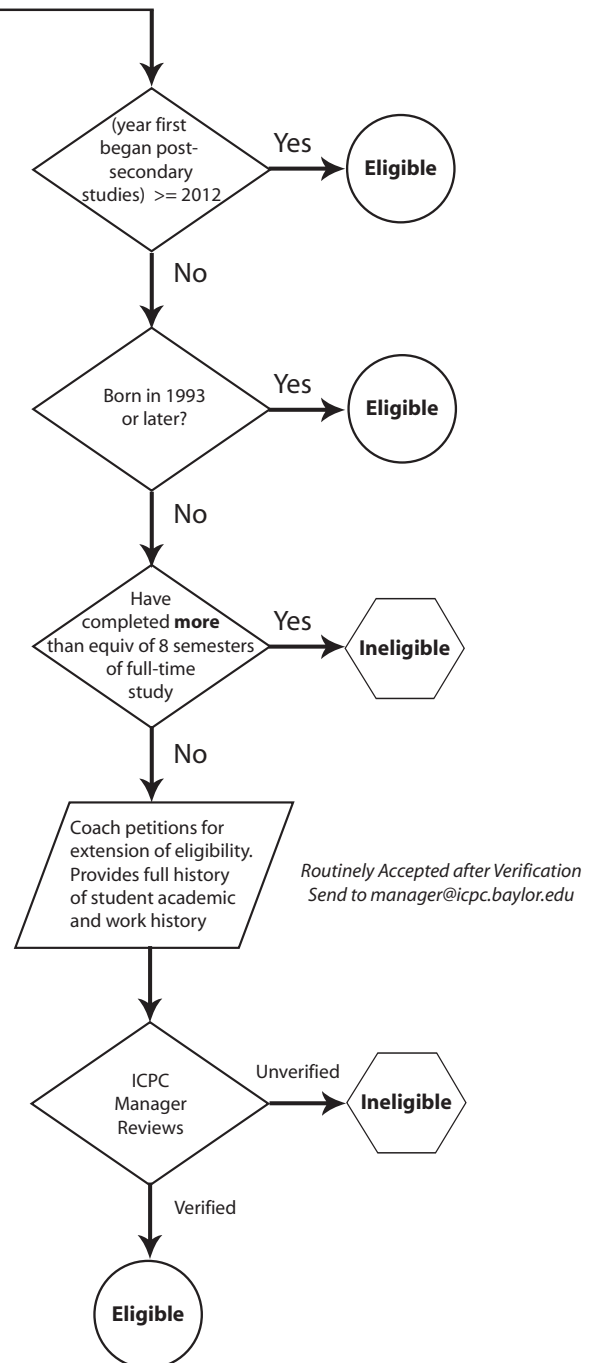 (year first
began post-
secondary
studies) >= 2012
Yes
Eligible
No
Born in 1993
or later?
Yes
Eligible
No
Have
completed more
than equiv of 8 semesters
of full-time
study
Yes
Ineligible
No
Coach petitions for
extension of eligibility.
Provides full history
of student academic
and work history
Routinely Accepted after Verification
Send to manager@icpc.baylor.edu
ICPC
Manager
Reviews
Unverified
Ineligible
Verified
Eligible